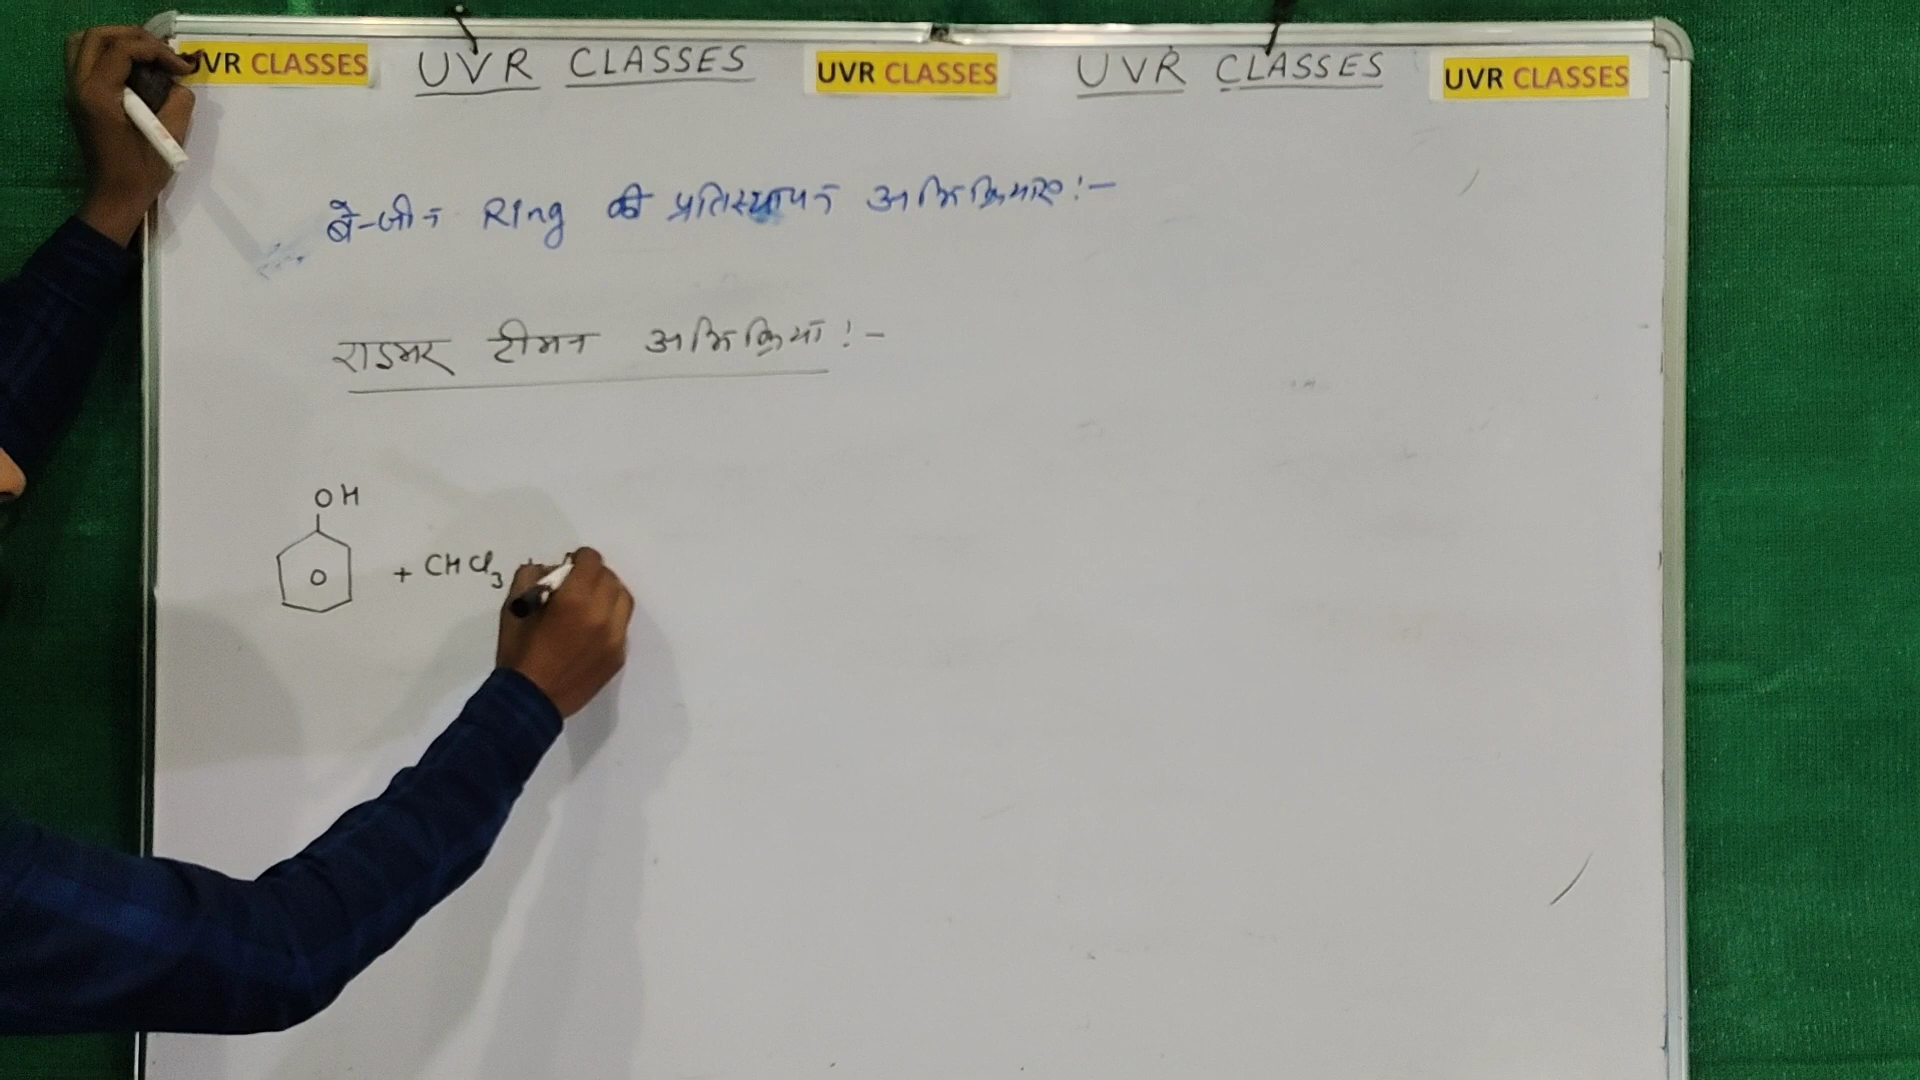 UVR CLASSES UVR CLASSES UVR CLASSES UVR CLASSES UVR CLASSES
बेन्जीन Ring की प्रतिस्थापन अभिक्रियाए :-
राइमर टीमन अभिक्रिया :-
OH
+ CHCl3 +